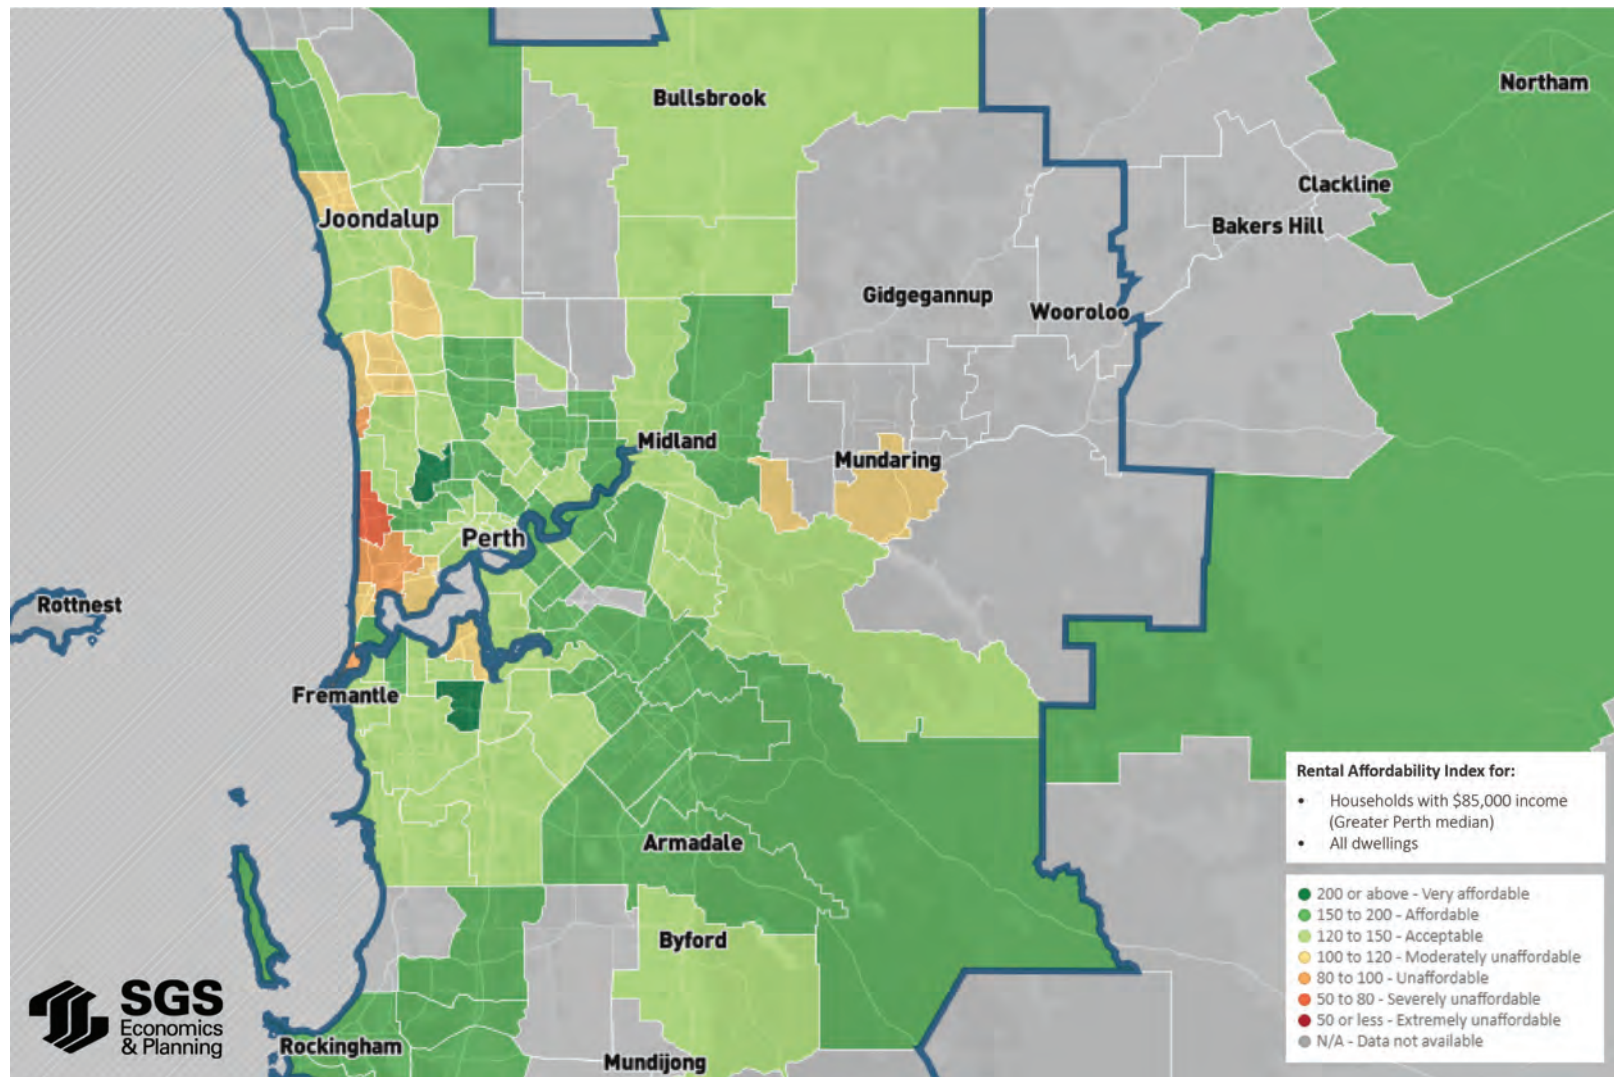 Northam
Bullsbrook
Clackline
Joondalup
Bakers Hill
Gidgegannup
Wooroloo
Midland
Mundaring
Perth
Rottnest
Fremantle
Armadale
Byford
Rockingham
Mundijong
Rental Affordability Index for:
• Households with $85,000 income
(Greater Perth median)
• All dwellings
200 or above - Very affordable
150 to 200 - Affordable
120 to 150 - Acceptable
100 to 120 - Moderately unaffordable
80 to 100 - Unaffordable
50 to 80 - Severely unaffordable
50 or less - Extremely unaffordable
N/A - Data not available
SGS
Economics
& Planning